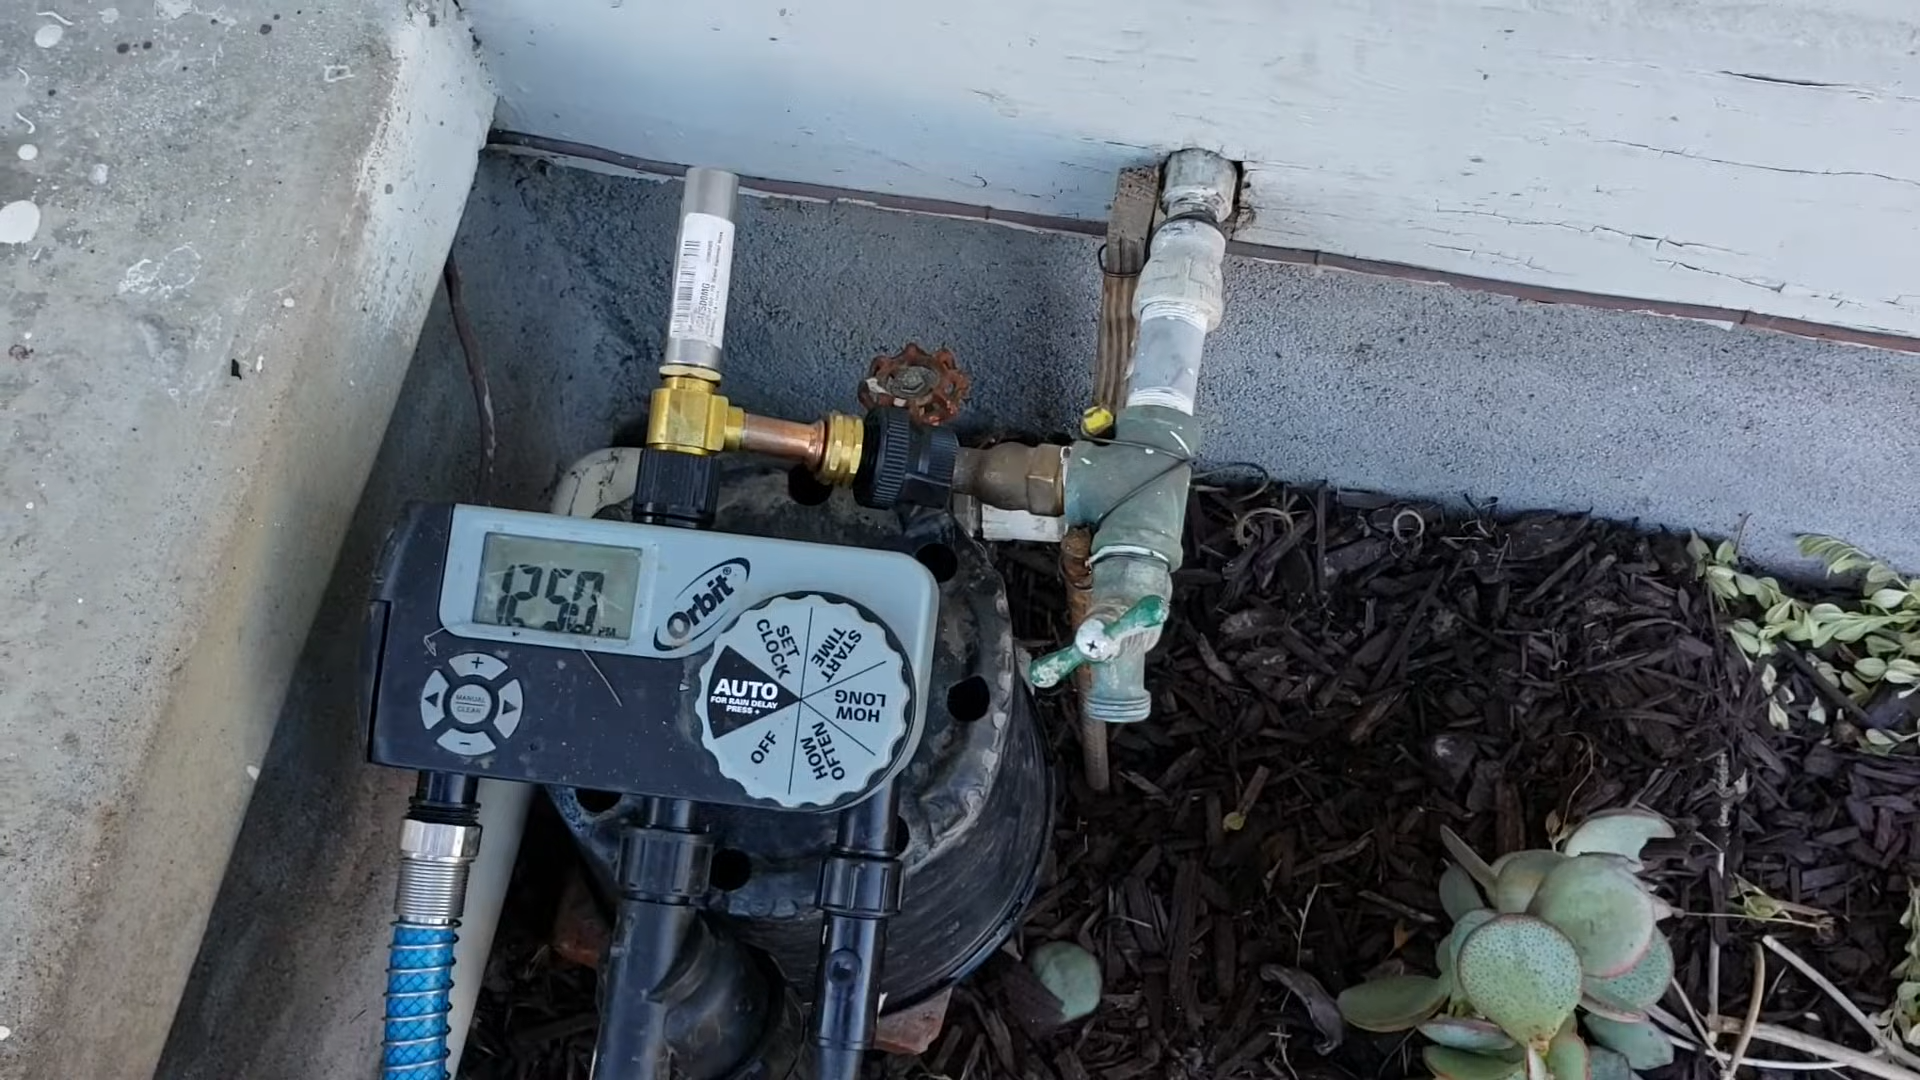 12:50
PM
Orbit®
SET
CLOCK
START
TIME
HOW
LONG
HOW
OFTEN
OFF
AUTO
FOR RAIN DELAY
PRESS +
+
MANUAL
CLEAR
−